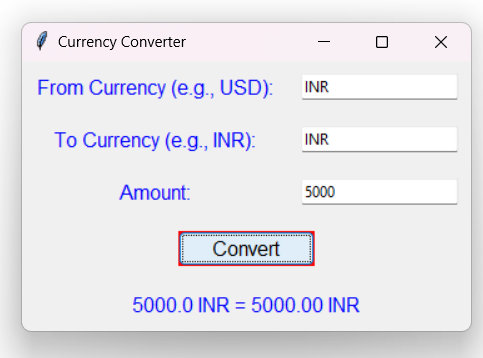 Currency Converter
From Currency (e.g., USD): INR
To Currency (e.g., INR): INR
Amount: 5000
Convert
5000.0 INR = 5000.00 INR